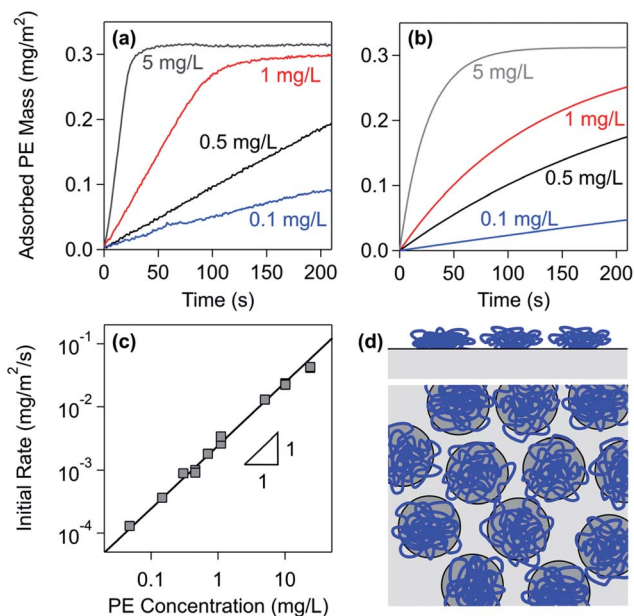 (a)
(b)
Adsorbed PE Mass (mg/m²)
0.3
0.2
0.1
0.0
5 mg/L
1 mg/L
0.5 mg/L
0.1 mg/L
0 50 100 150 200
Time (s)
0.3
0.2
0.1
0.0
5 mg/L
1 mg/L
0.5 mg/L
0.1 mg/L
0 50 100 150 200
Time (s)
(c)
(d)
Initial Rate (mg/m²/s)
10⁻¹
10⁻²
10⁻³
10⁻⁴
1
1
0.1 1 10
PE Concentration (mg/L)